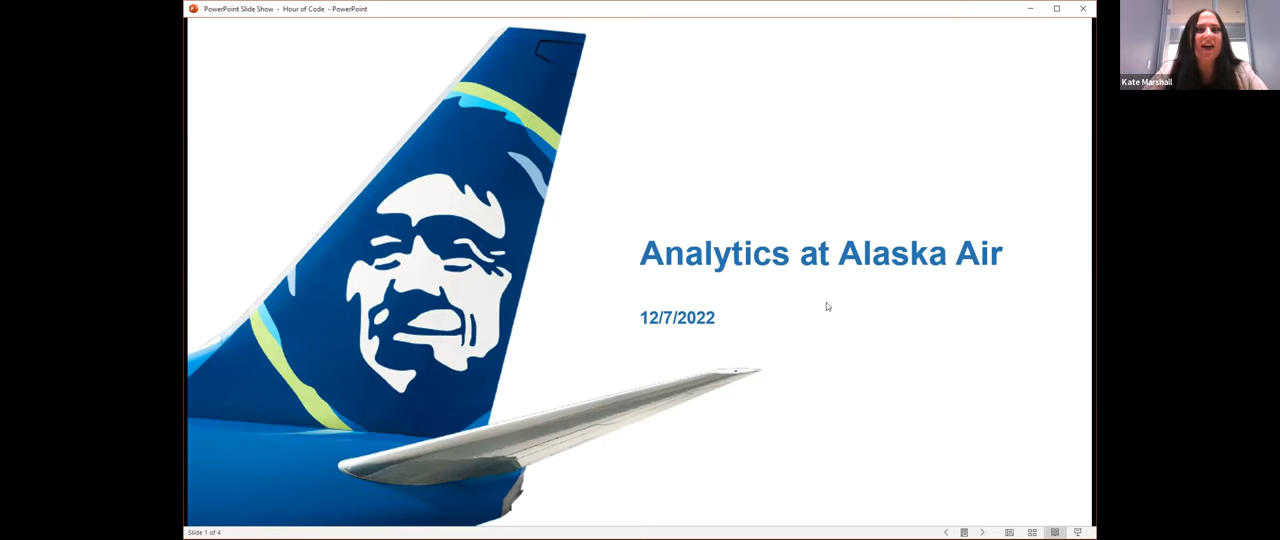 PowerPoint Slide Show - Hour of Code - PowerPoint
Kate Marshall
Analytics at Alaska Air
12/7/2022
Slide 1 of 4